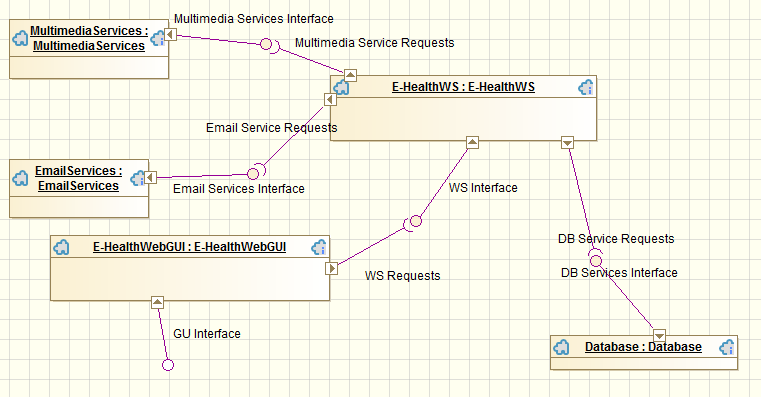 Multimedia Services Interface
MultimediaServices :
MultimediaServices
Multimedia Service Requests
E-HealthWS : E-HealthWS
Email Service Requests
EmailServices :
EmailServices
Email Services Interface
WS Interface
E-HealthWebGUI : E-HealthWebGUI
DB Service Requests
WS Requests
DB Services Interface
GU Interface
Database : Database